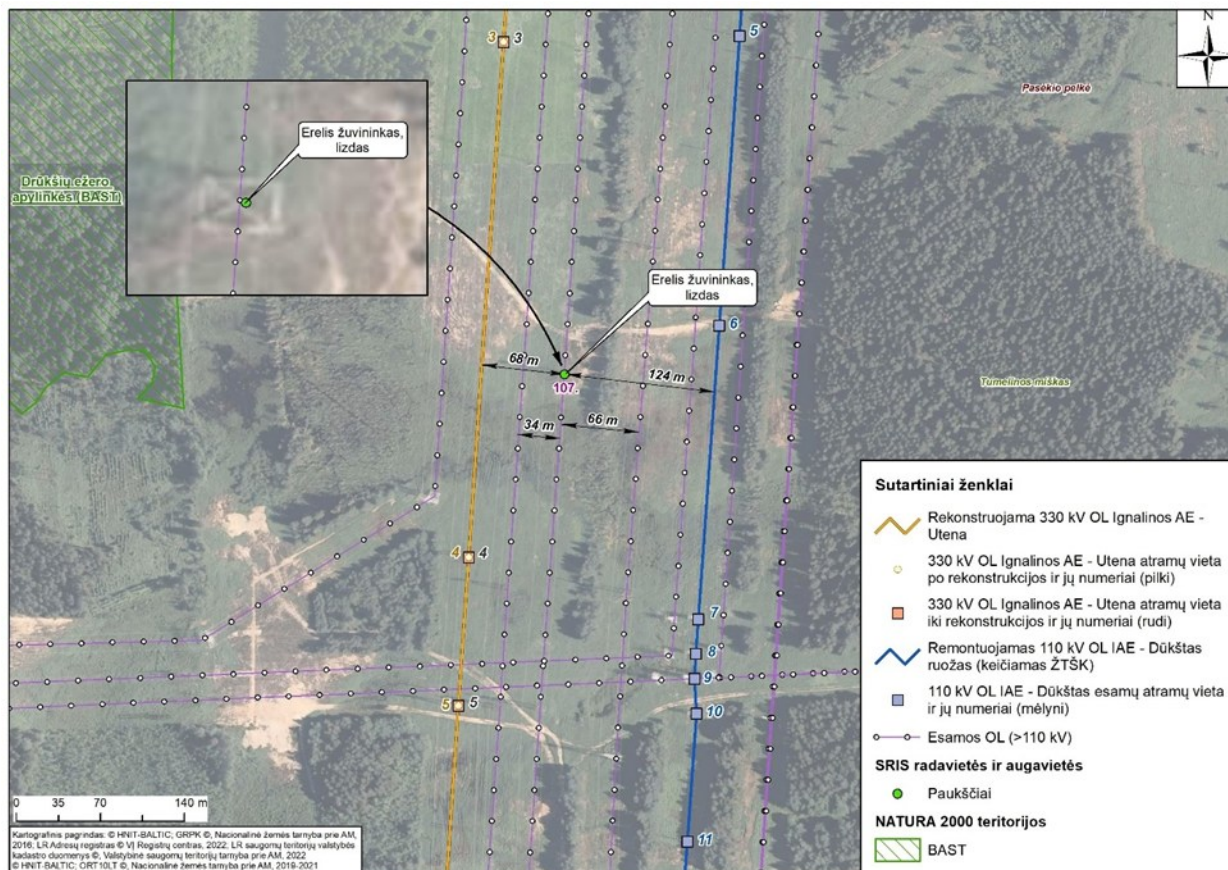 3 3
5
N
Pasėkio pelkė
Erelis žuvininkas,
lizdas
Drūkšių ežero
apylinkės (BAST)
Erelis žuvininkas,
lizdas
6
68 m
124 m
107.
Tumelinos miškas
34 m
66 m
4 4
7
8
9
5 5
10
11
0 35 70 140 m
Kartografinis pagrindas: © HNIT-BALTIC; GRPK ©, Nacionalinė žemės tarnyba prie AM,
2016; LR Adresų registras © VĮ Registrų centras, 2022; LR saugomų teritorijų valstybės
kadastro duomenys ©, Valstybinė saugomų teritorijų tarnyba prie AM, 2022
© HNIT-BALTIC; ORT10LT ©, Nacionalinė žemės tarnyba prie AM, 2019-2021
Sutartiniai ženklai
Rekonstruojama 330 kV OL Ignalinos AE -
Utena
330 kV OL Ignalinos AE - Utena atramų vieta
po rekonstrukcijos ir jų numeriai (pilki)
330 kV OL Ignalinos AE - Utena atramų vieta
iki rekonstrukcijos ir jų numeriai (rudi)
Remontuojamas 110 kV OL IAE - Dūkštas
ruožas (keičiamas ŽTŠK)
110 kV OL IAE - Dūkštas esamų atramų vieta
ir jų numeriai (mėlyni)
Esamos OL (>110 kV)
SRIS radavietės ir augavietės
Paukščiai
NATURA 2000 teritorijos
BAST